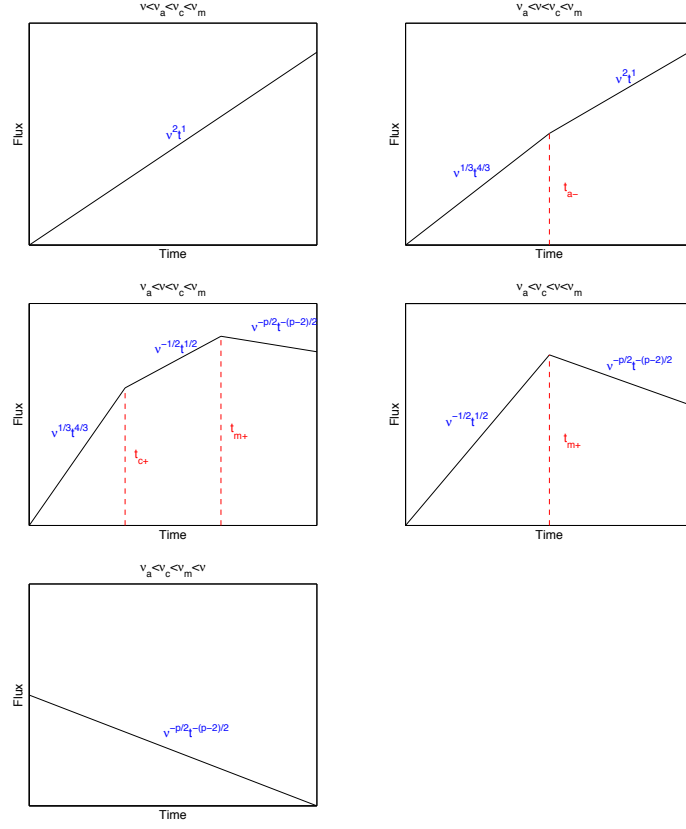 ν<ν_a<ν_c<ν_m
Flux
ν^2t^1
Time
ν_a<ν<ν_c<ν_m
Flux
ν^1/3t^4/3
ν^2t^1
t_a−
Time
ν_a<ν<ν_c<ν_m
Flux
ν^1/3t^4/3
ν^−1/2t^1/2
ν^−p/2t^−(p−2)/2
t_c+
t_m+
Time
ν_a<ν_c<ν<ν_m
Flux
ν^−1/2t^1/2
ν^−p/2t^−(p−2)/2
t_m+
Time
ν_a<ν_c<ν_m<ν
Flux
ν^−p/2t^−(p−2)/2
Time